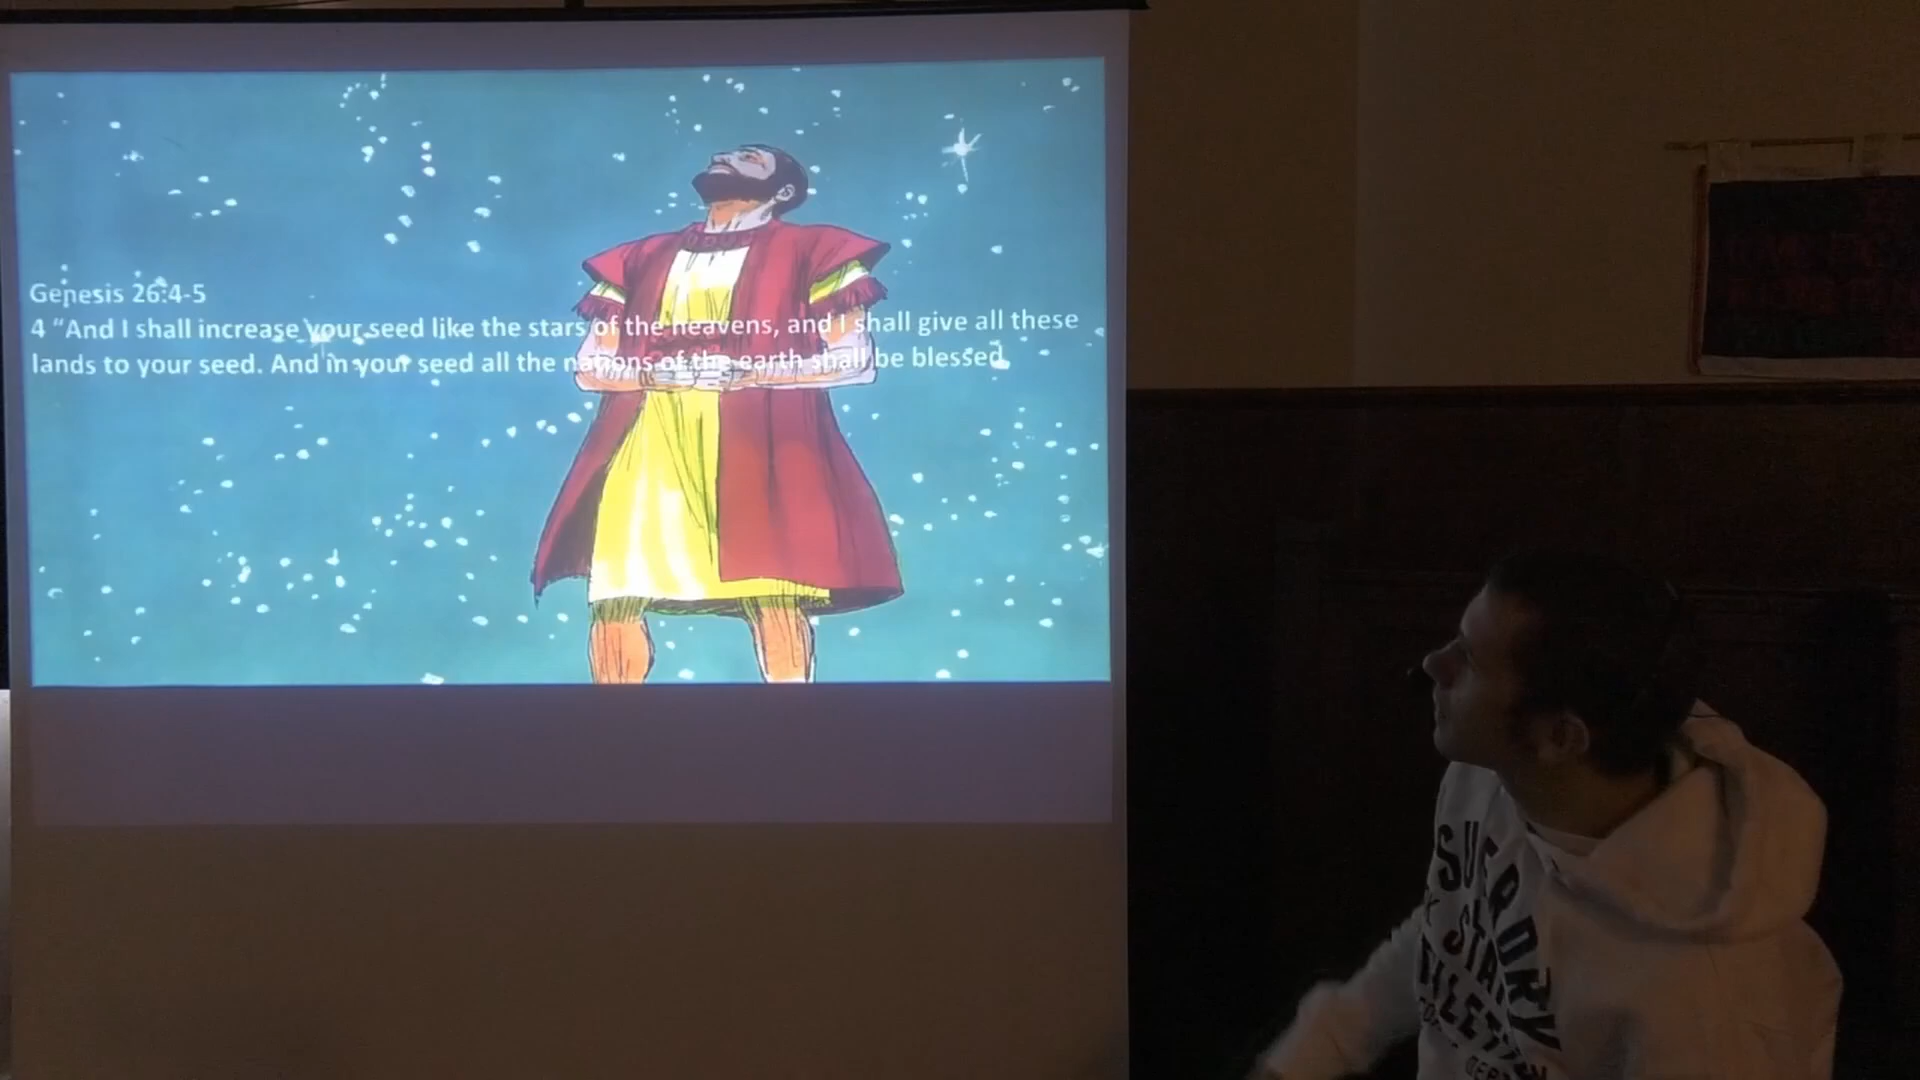 Genesis 26:4-5
4 “And I shall increase your seed like the stars of the heavens, and I shall give all these
lands to your seed. And in your seed all the nations of the earth shall be blessed.
SUPERDRY